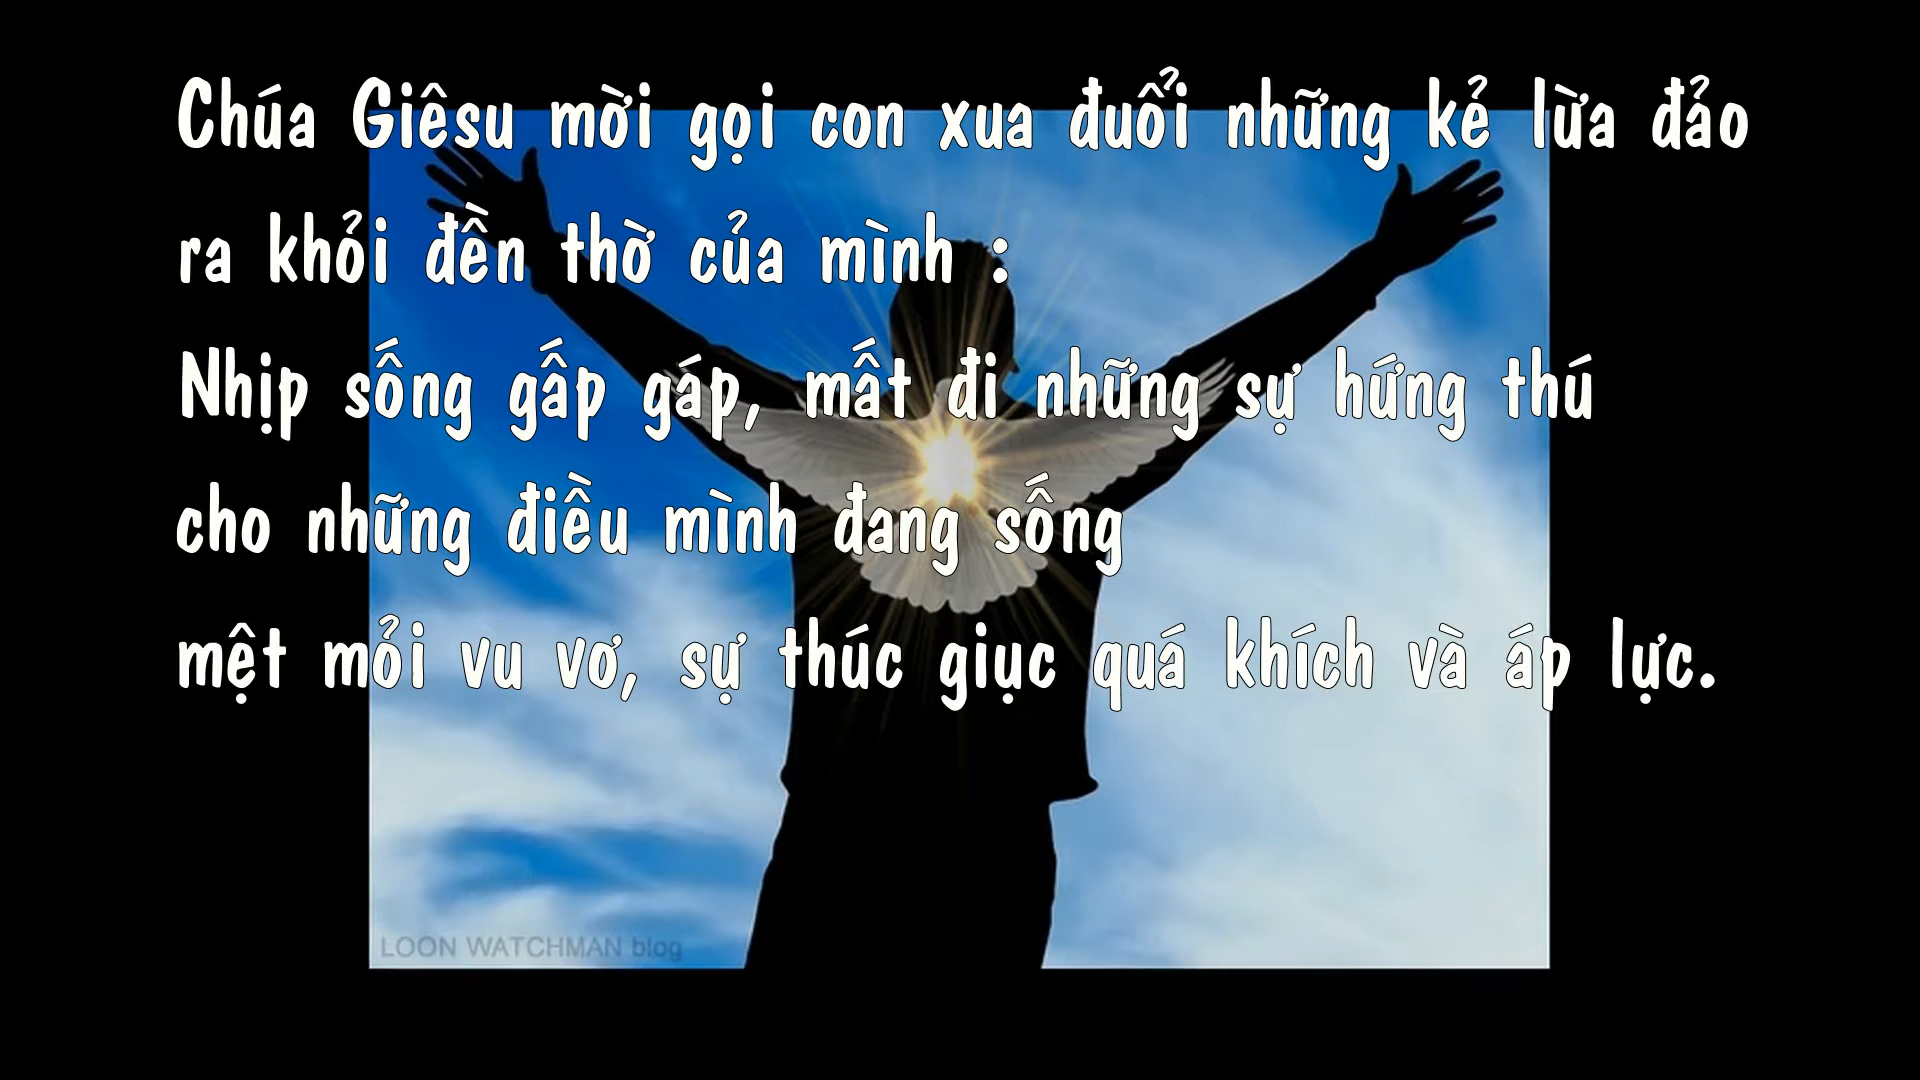 Chúa Giêsu mời gọi con xua đuổi những kẻ lừa đảo
ra khỏi đền thờ của mình :
Nhịp sống gấp gáp, mất đi những sự hứng thú
cho những điều mình đang sống
mệt mỏi vu vơ, sự thúc giục quá khích và áp lực.
LOON WATCHMAN blog